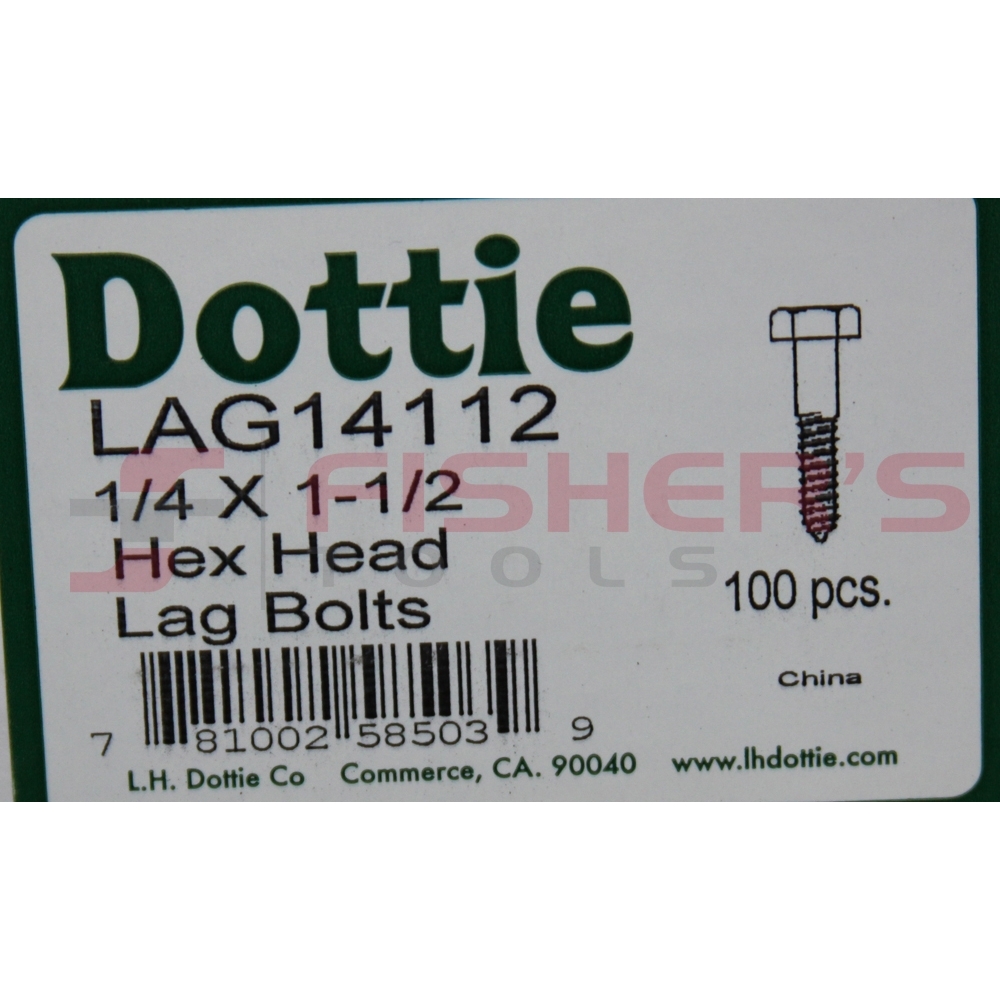 Dottie
LAG14112
1/4 X 1-1/2
Hex Head
Lag Bolts
FISHER'S
TOOLS
100 pcs.
China
7 81002 58503 9
L.H. Dottie Co Commerce, CA. 90040 www.lhdottie.com